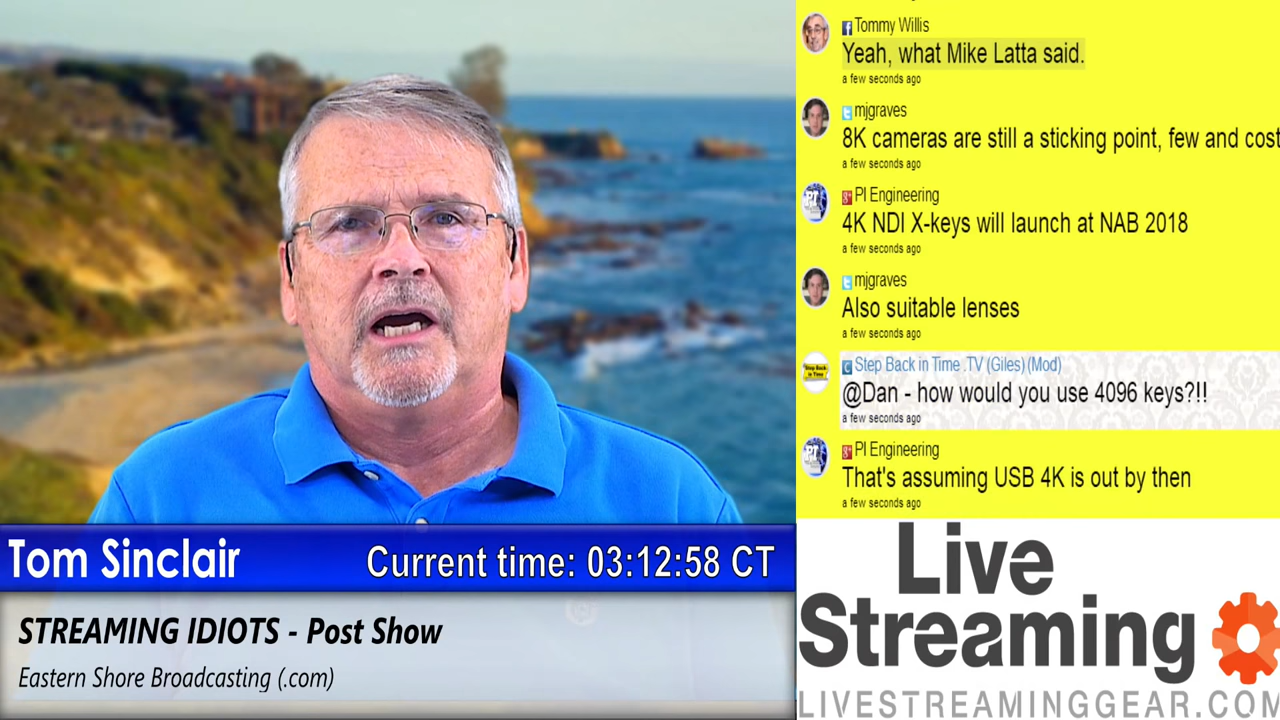 Tommy Willis
Yeah, what Mike Latta said.
a few seconds ago
mjgraves
8K cameras are still a sticking point, few and cost
a few seconds ago
PI Engineering
4K NDI X-keys will launch at NAB 2018
a few seconds ago
mjgraves
Also suitable lenses
a few seconds ago
Step Back in Time .TV (Giles) (Mod)
@Dan - how would you use 4096 keys?!!
a few seconds ago
PI Engineering
That's assuming USB 4K is out by then
a few seconds ago
Tom Sinclair
Current time: 03:12:58 CT
STREAMING IDIOTS - Post Show
Eastern Shore Broadcasting (.com)
Live
Streaming
LIVESTREAMINGGEAR.COM